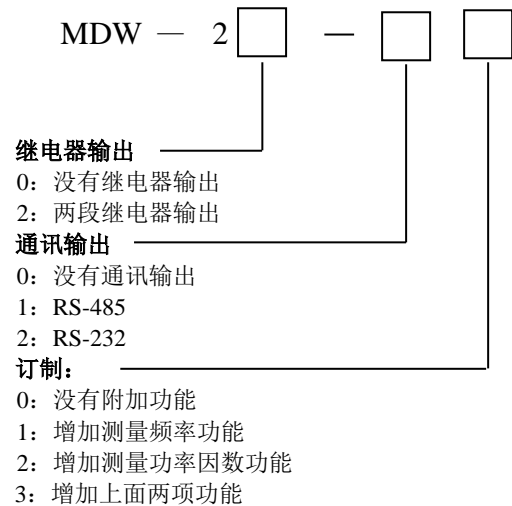 MDW － 2 －
继电器输出
0：没有继电器输出
2：两段继电器输出
通讯输出
0：没有通讯输出
1：RS-485
2：RS-232
订制：
0：没有附加功能
1：增加测量频率功能
2：增加测量功率因数功能
3：增加上面两项功能